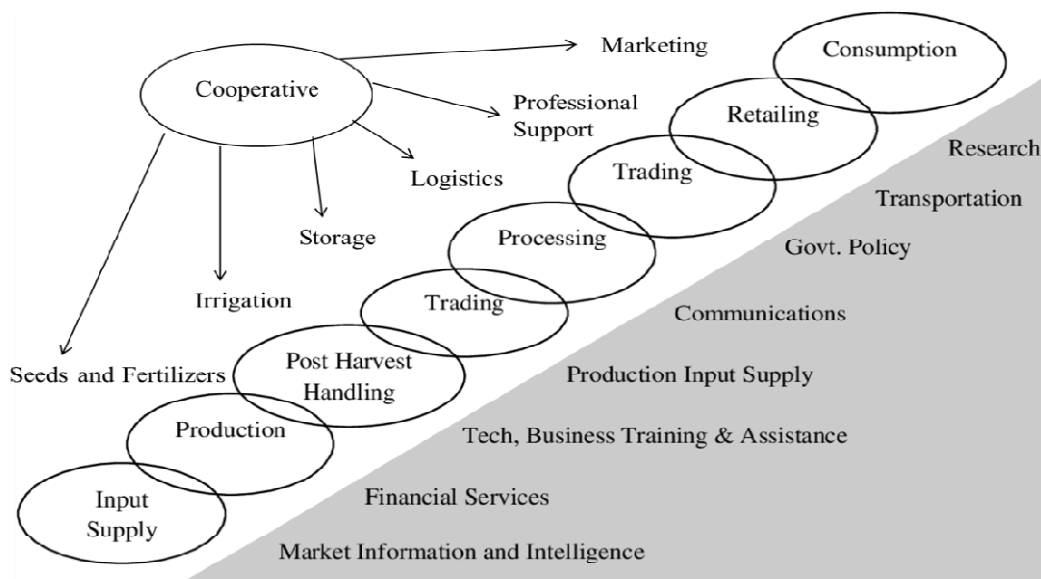 Marketing
Consumption
Cooperative
Professional
Support
Retailing
Research
Logistics
Trading
Transportation
Storage
Processing
Govt. Policy
Irrigation
Trading
Communications
Seeds and Fertilizers
Post Harvest
Handling
Production Input Supply
Production
Tech, Business Training & Assistance
Input
Supply
Financial Services
Market Information and Intelligence